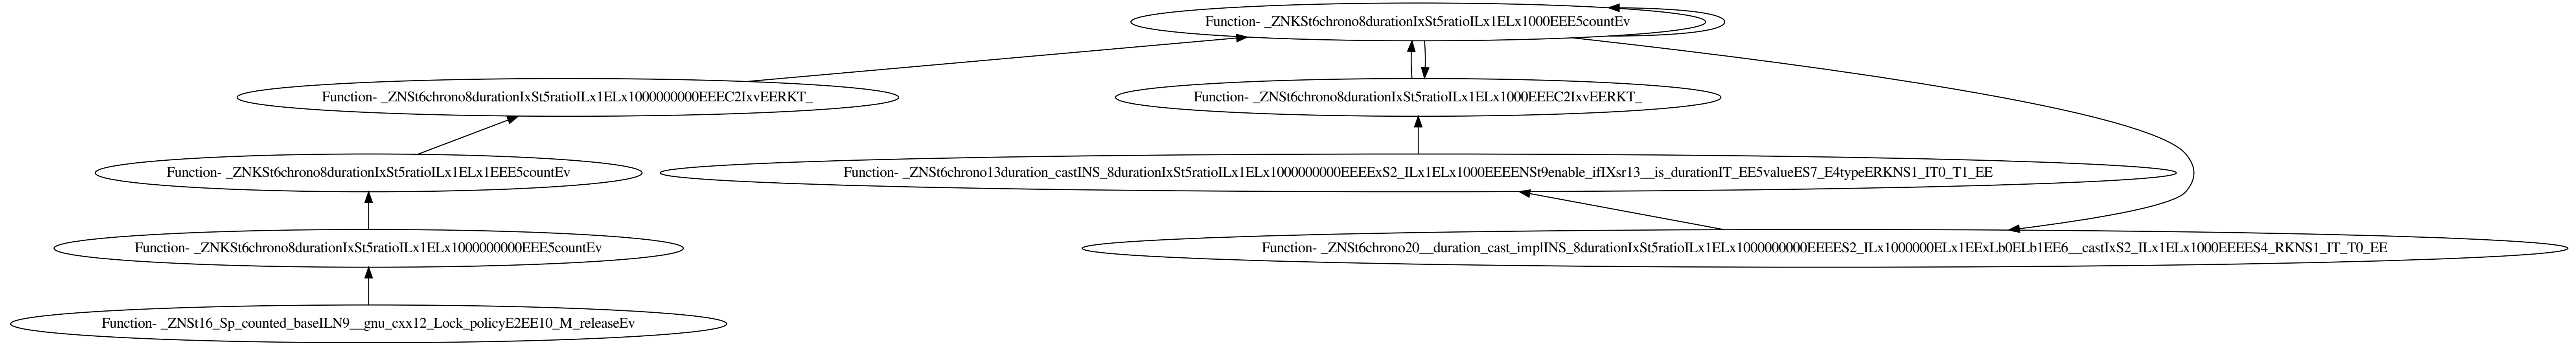 Function- _ZNKSt6chrono8durationIxSt5ratioILx1ELx1000EEE5countEv
Function- _ZNSt6chrono8durationIxSt5ratioILx1ELx1000000000EEEC2IxvEERKT_
Function- _ZNSt6chrono8durationIxSt5ratioILx1ELx1000EEEC2IxvEERKT_
Function- _ZNKSt6chrono8durationIxSt5ratioILx1ELx1EEE5countEv
Function- _ZNSt6chrono13duration_castINS_8durationIxSt5ratioILx1ELx1000000000EEEExS2_ILx1ELx1000EEEENSt9enable_ifIXsr13__is_durationIT_EE5valueES7_E4typeERKNS1_IT0_T1_EE
Function- _ZNKSt6chrono8durationIxSt5ratioILx1ELx1000000000EEE5countEv
Function- _ZNSt6chrono20__duration_cast_implINS_8durationIxSt5ratioILx1ELx1000000000EEEES2_ILx1000000ELx1EExLb0ELb1EE6__castIxS2_ILx1ELx1000EEEES4_RKNS1_IT_T0_EE
Function- _ZNSt16_Sp_counted_baseILN9__gnu_cxx12_Lock_policyE2EE10_M_releaseEv